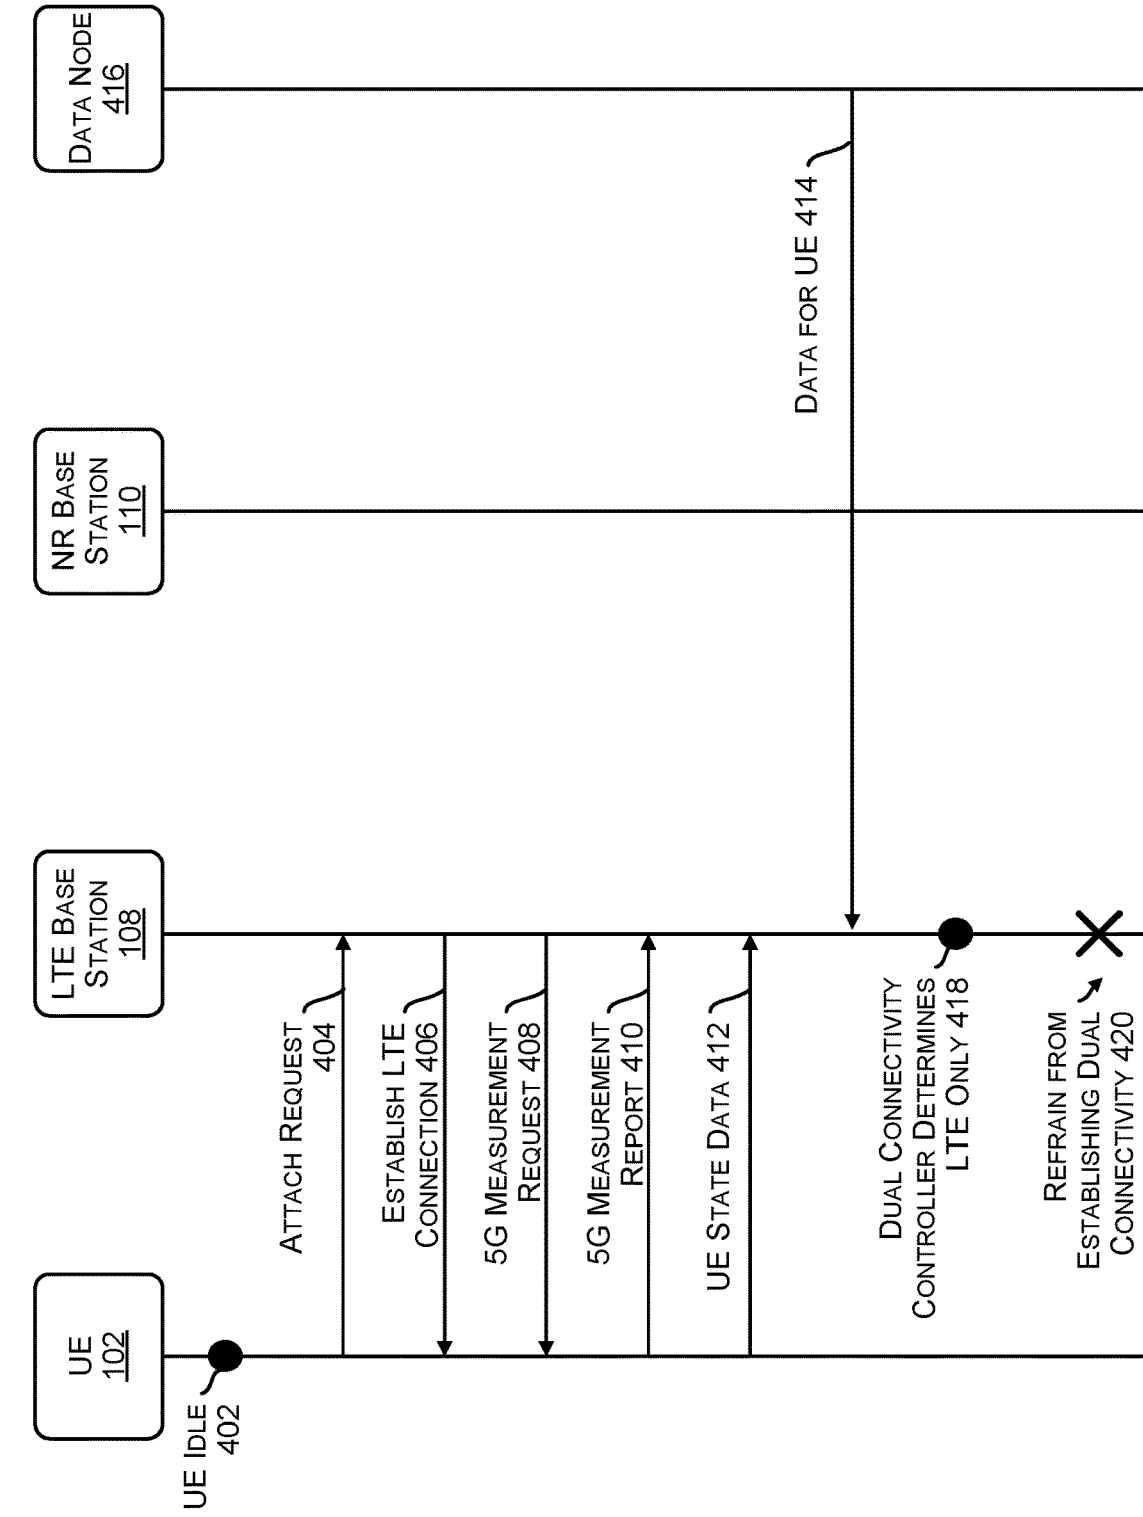 UE
102
LTE BASE
STATION
108
NR BASE
STATION
110
DATA NODE
416
UE IDLE
402
ATTACH REQUEST
404
ESTABLISH LTE
CONNECTION 406
5G MEASUREMENT
REQUEST 408
5G MEASUREMENT
REPORT 410
UE STATE DATA 412
DATA FOR UE 414
DUAL CONNECTIVITY
CONTROLLER DETERMINES
LTE ONLY 418
REFRAIN FROM
ESTABLISHING DUAL
CONNECTIVITY 420